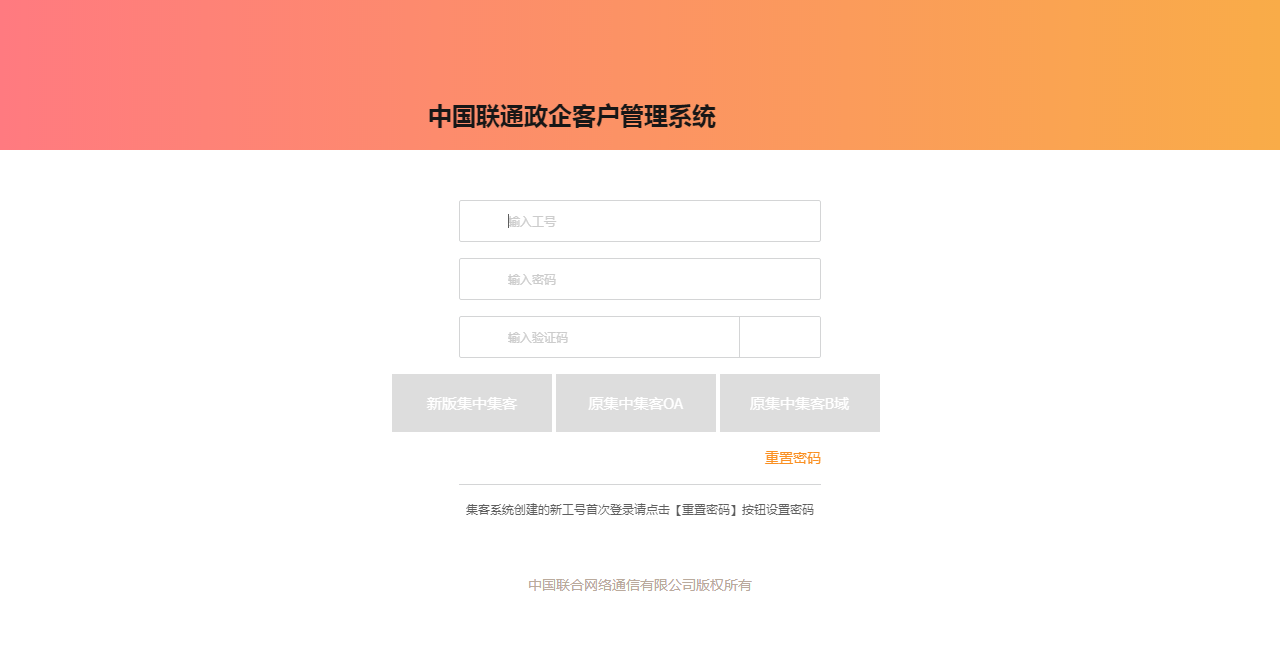 中国联通政企客户管理系统
输入工号
输入密码
输入验证码
新版集中集客 原集中集客OA 原集中集客B域
重置密码
集客系统创建的新工号首次登录请点击【重置密码】按钮设置密码
中国联合网络通信有限公司版权所有